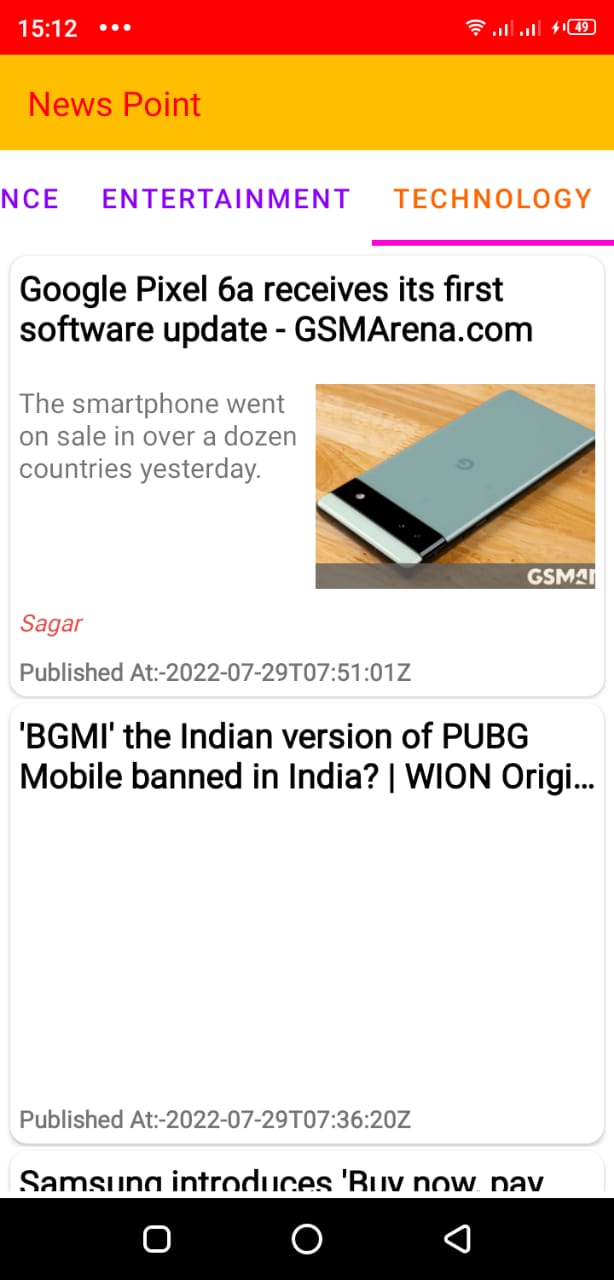 15:12
49
News Point
NCE ENTERTAINMENT TECHNOLOGY
Google Pixel 6a receives its first
software update - GSMArena.com
The smartphone went
on sale in over a dozen
countries yesterday.
GSMAR
Sagar
Published At:-2022-07-29T07:51:01Z
'BGMI' the Indian version of PUBG
Mobile banned in India? | WION Origi...
Published At:-2022-07-29T07:36:20Z
Samsung introduces 'Buy now, pay